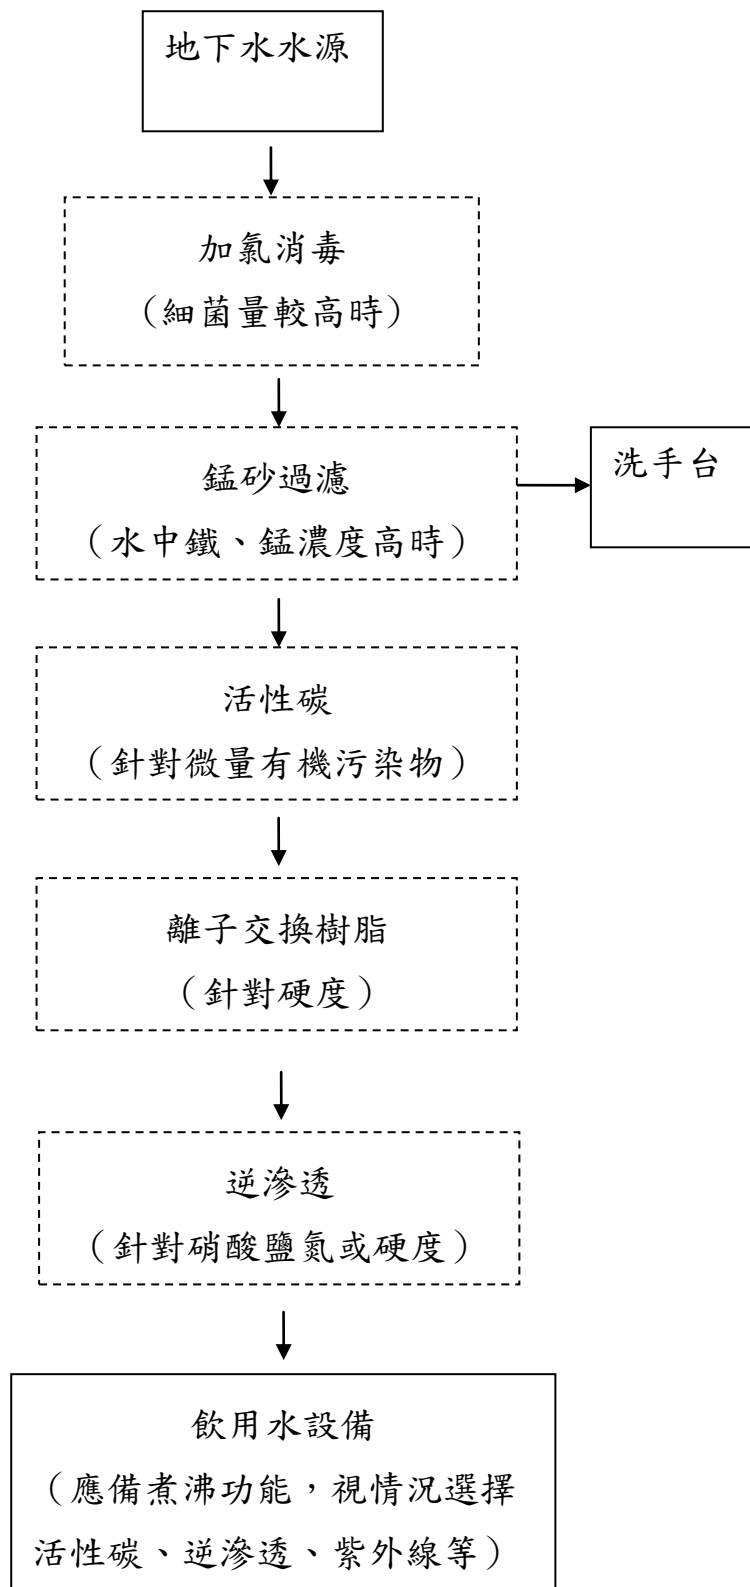 地下水水源
加氯消毒
（細菌量較高時）
錳砂過濾
（水中鐵、錳濃度高時）
洗手台
活性碳
（針對微量有機污染物）
離子交換樹脂
（針對硬度）
逆滲透
（針對硝酸鹽氮或硬度）
飲用水設備
（應備煮沸功能，視情況選擇
活性碳、逆滲透、紫外線等）